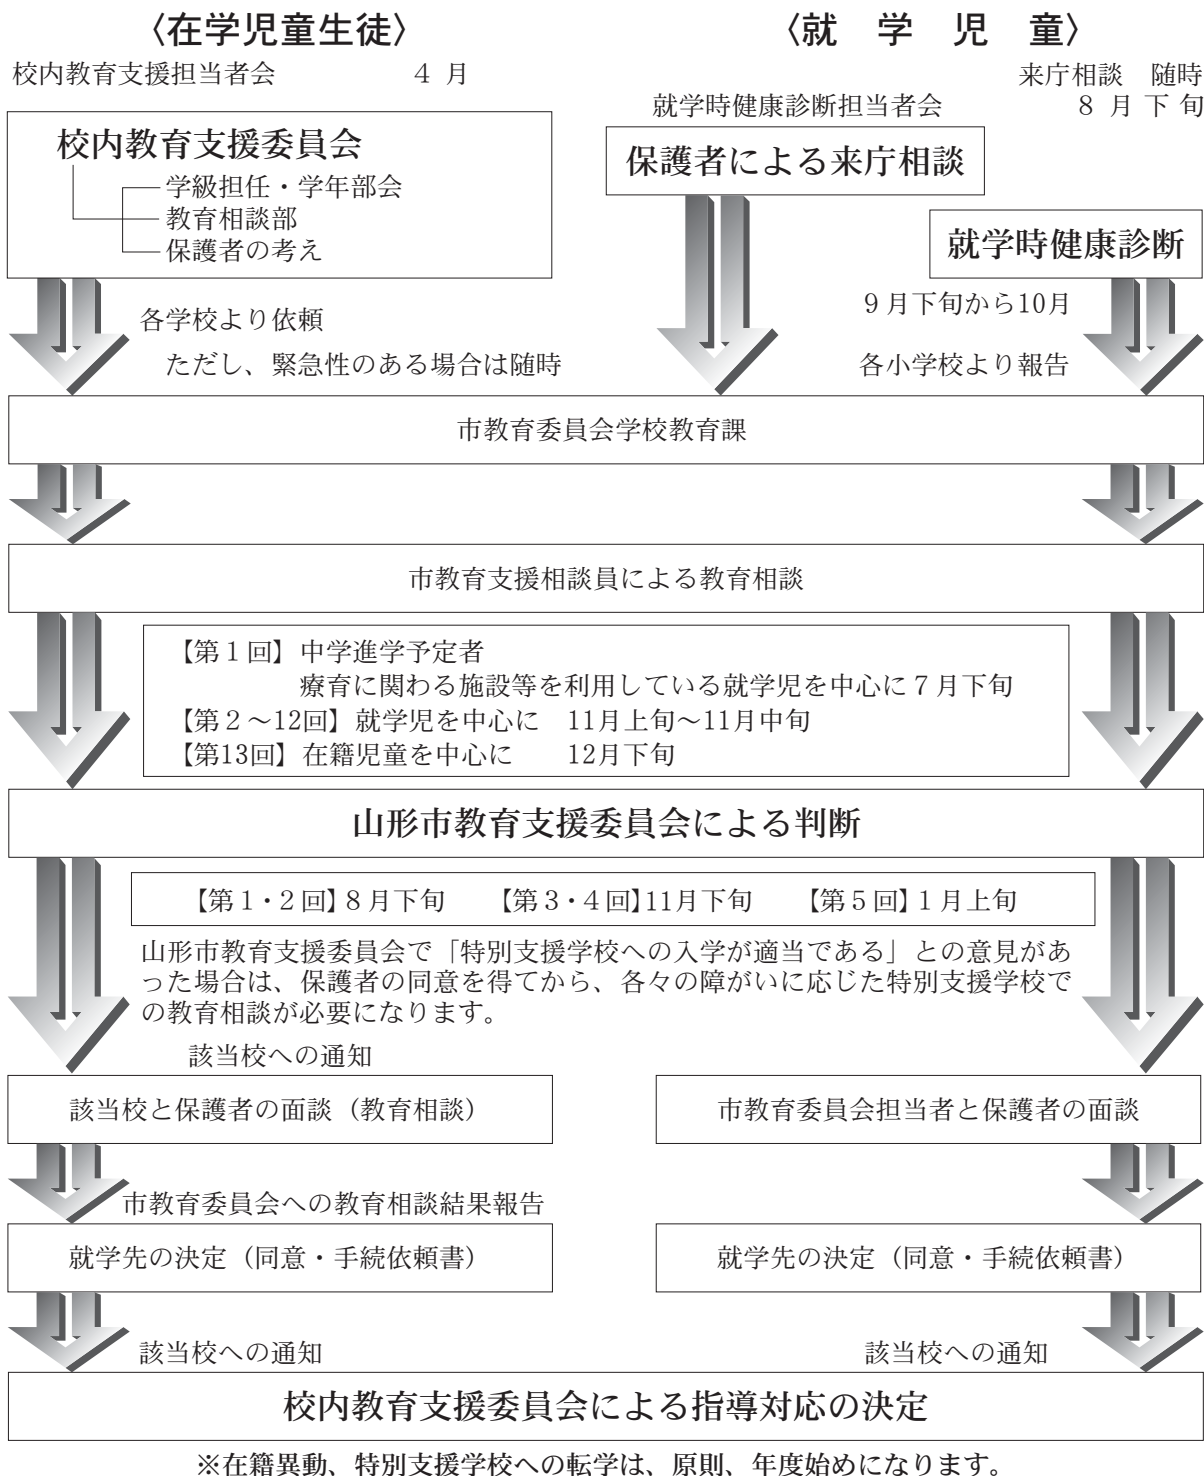 〈在学児童生徒〉
〈就　学　児　童〉
校内教育支援担当者会　４ 月
来庁相談　随時
就学時健康診断担当者会　８ 月 下 旬
校内教育支援委員会
学級担任・学年部会
教育相談部
保護者の考え
保護者による来庁相談
就学時健康診断
９月下旬から10月
各学校より依頼
ただし、緊急性のある場合は随時
各小学校より報告
市教育委員会学校教育課
市教育支援相談員による教育相談
【第１回】中学進学予定者
療育に関わる施設等を利用している就学児を中心に７月下旬
【第２～12回】就学児を中心に　11月上旬～11月中旬
【第13回】在籍児童を中心に　　12月下旬
山形市教育支援委員会による判断
【第１・２回】８月下旬　【第３・４回】11月下旬　【第５回】１月上旬
山形市教育支援委員会で「特別支援学校への入学が適当である」との意見があ
った場合は、保護者の同意を得てから、各々の障がいに応じた特別支援学校で
の教育相談が必要になります。
該当校への通知
該当校と保護者の面談（教育相談）
市教育委員会担当者と保護者の面談
市教育委員会への教育相談結果報告
就学先の決定（同意・手続依頼書）
就学先の決定（同意・手続依頼書）
該当校への通知
該当校への通知
校内教育支援委員会による指導対応の決定
※在籍異動、特別支援学校への転学は、原則、年度始めになります。